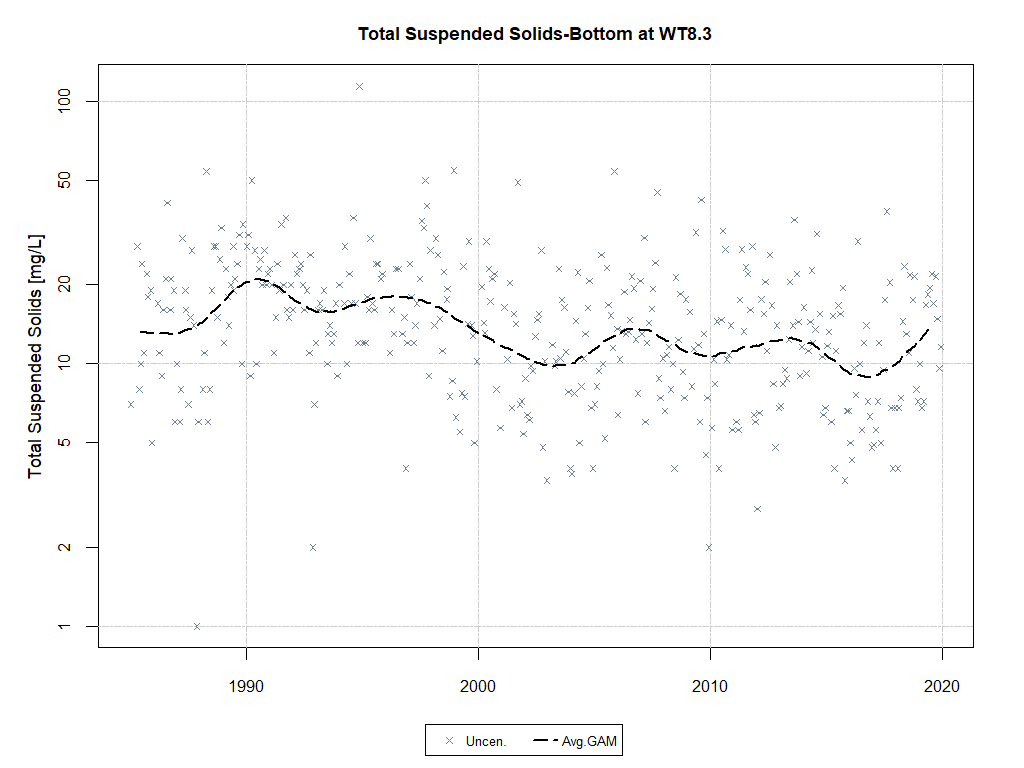 Total Suspended Solids-Bottom at WT8.3
Total Suspended Solids [mg/L]
100
50
20
10
5
2
1
1990 2000 2010 2020
Uncen. Avg.GAM